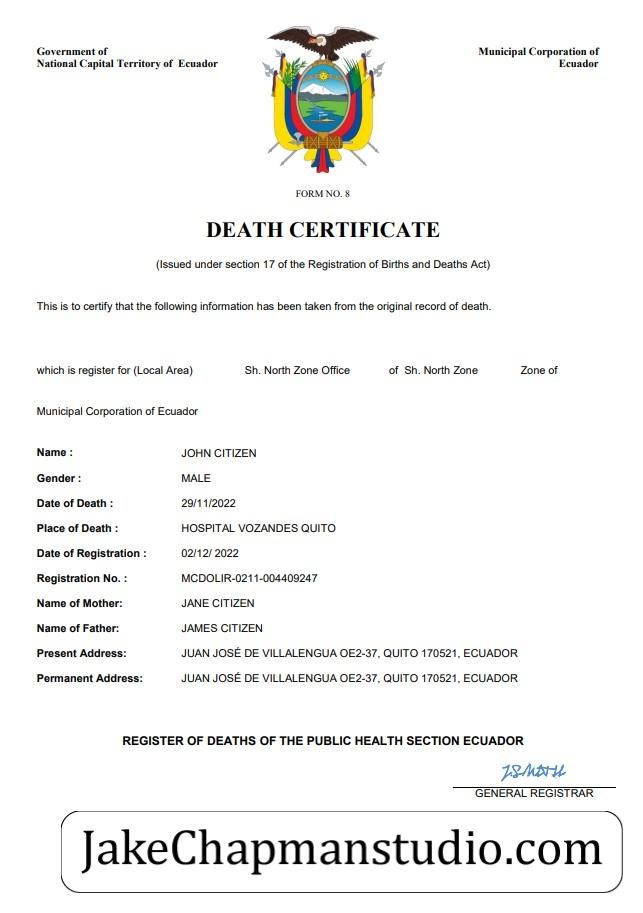 Government of
National Capital Territory of Ecuador
Municipal Corporation of
Ecuador
FORM NO. 8
DEATH CERTIFICATE
(Issued under section 17 of the Registration of Births and Deaths Act)
This is to certify that the following information has been taken from the original record of death.
which is register for (Local Area) Sh. North Zone Office of Sh. North Zone Zone of
Municipal Corporation of Ecuador
Name : JOHN CITIZEN
Gender : MALE
Date of Death : 29/11/2022
Place of Death : HOSPITAL VOZANDES QUITO
Date of Registration : 02/12/ 2022
Registration No. : MCDOLIR-0211-004409247
Name of Mother: JANE CITIZEN
Name of Father: JAMES CITIZEN
Present Address: JUAN JOSÉ DE VILLALENGUA OE2-37, QUITO 170521, ECUADOR
Permanent Address: JUAN JOSÉ DE VILLALENGUA OE2-37, QUITO 170521, ECUADOR
REGISTER OF DEATHS OF THE PUBLIC HEALTH SECTION ECUADOR
GENERAL REGISTRAR
JakeChapmanstudio.com